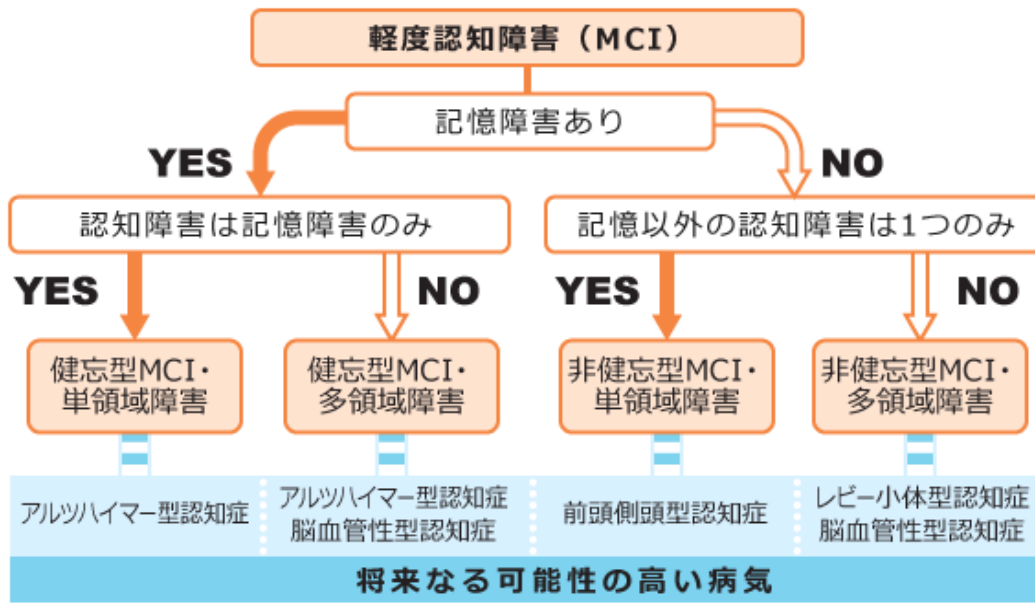 軽度認知障害（MCI）
記憶障害あり
YES
NO
認知障害は記憶障害のみ
記憶以外の認知障害は1つのみ
YES
NO
YES
NO
健忘型MCI・
単領域障害
健忘型MCI・
多領域障害
非健忘型MCI・
単領域障害
非健忘型MCI・
多領域障害
アルツハイマー型認知症
アルツハイマー型認知症
脳血管性型認知症
前頭側頭型認知症
レビー小体型認知症
脳血管性型認知症
将来なる可能性の高い病気